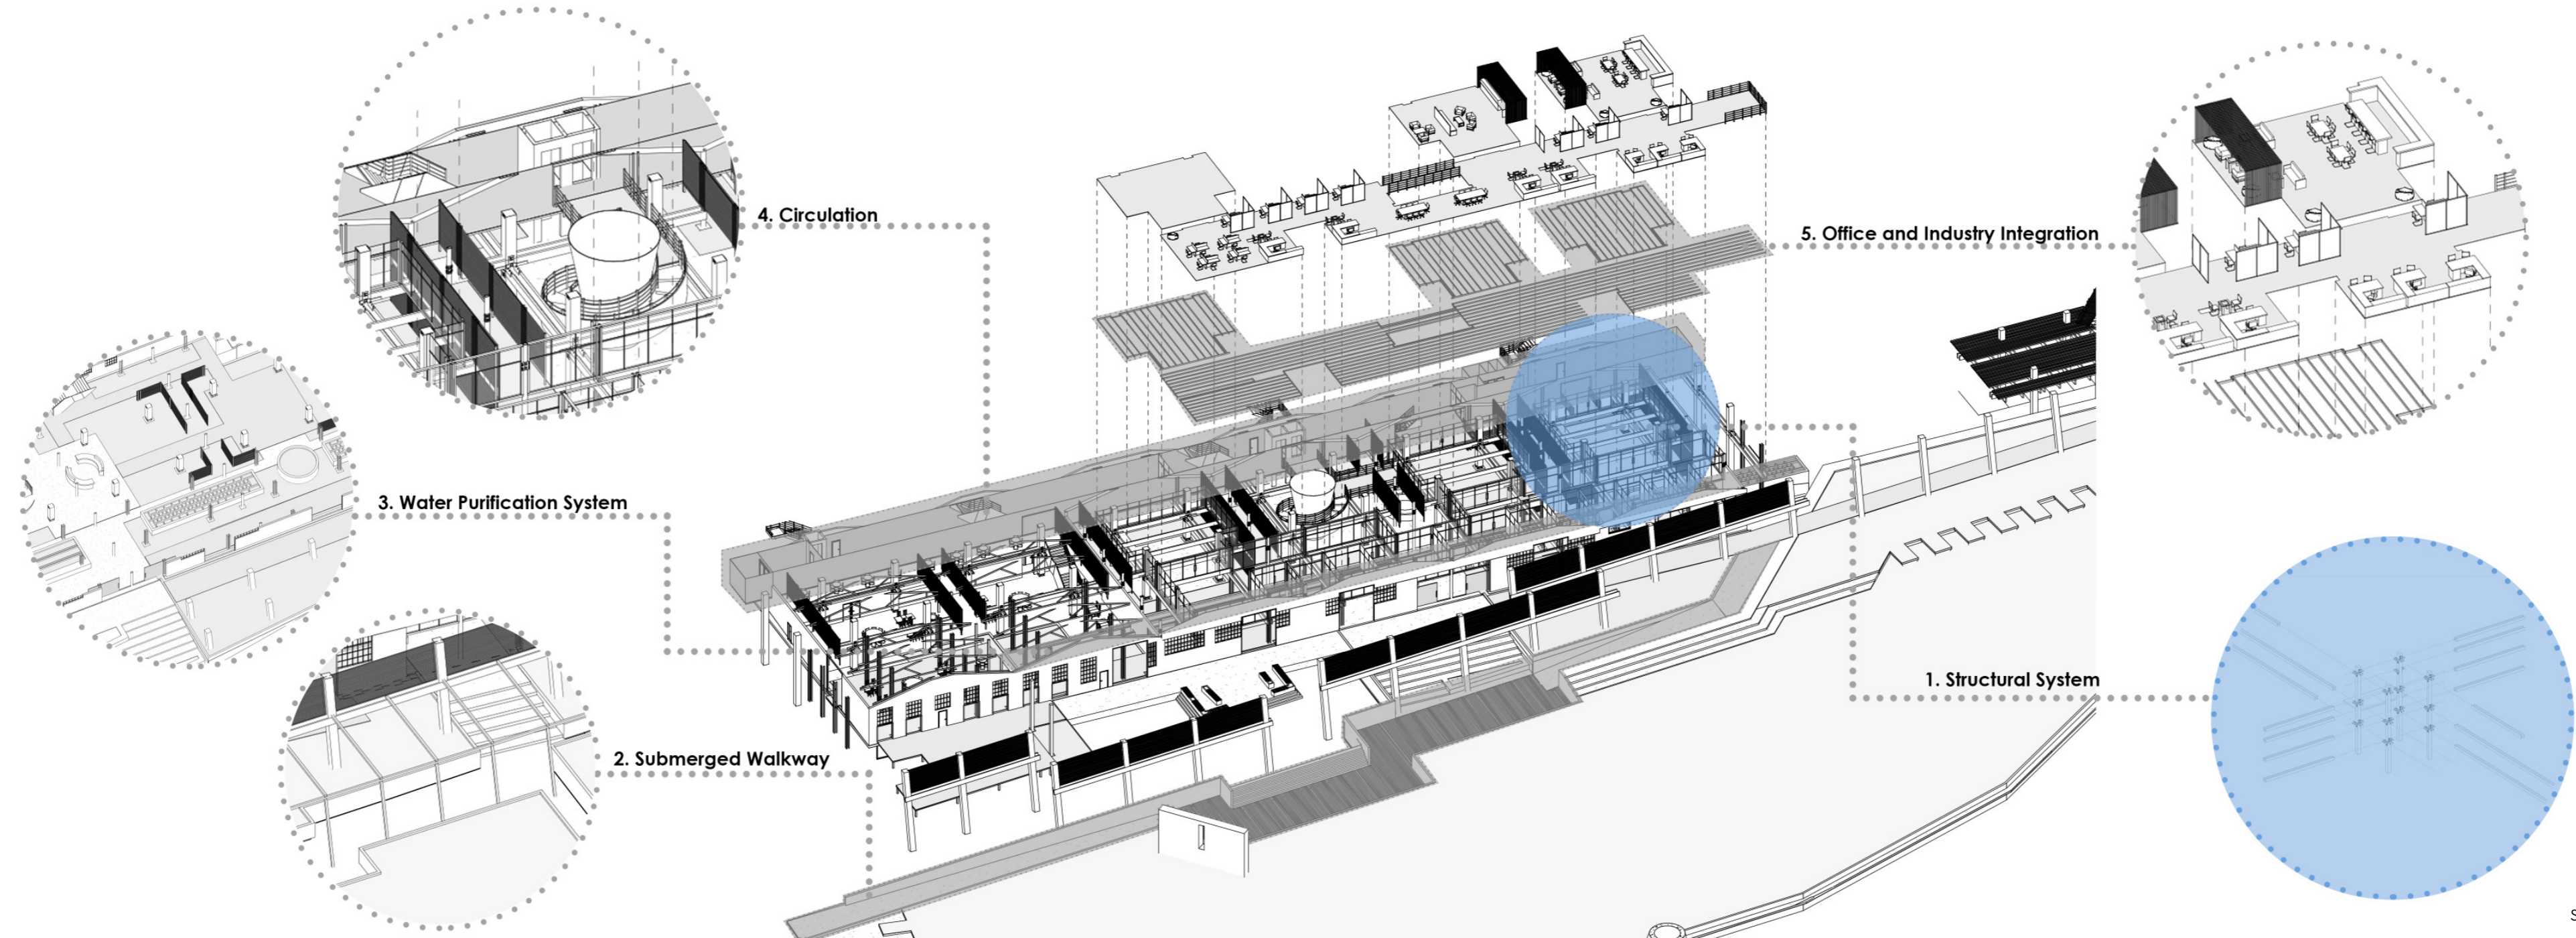 4. Circulation
5. Office and Industry Integration
3. Water Purification System
1. Structural System
2. Submerged Walkway
S